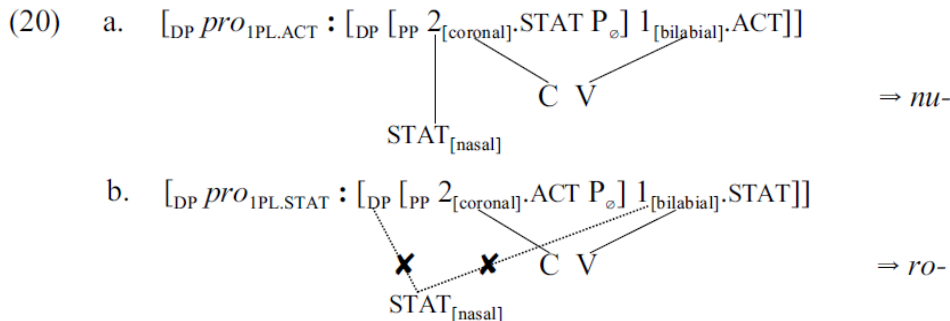 (20) a. [DP pro1PL.ACT : [DP [PP 2[coronal].STAT P∅] 1[bilabial].ACT]]
C V
⇒ nu-
STAT[nasal]
b. [DP pro1PL.STAT : [DP [PP 2[coronal].ACT P∅] 1[bilabial].STAT]]
✘ ✘ C V
⇒ ro-
STAT[nasal]